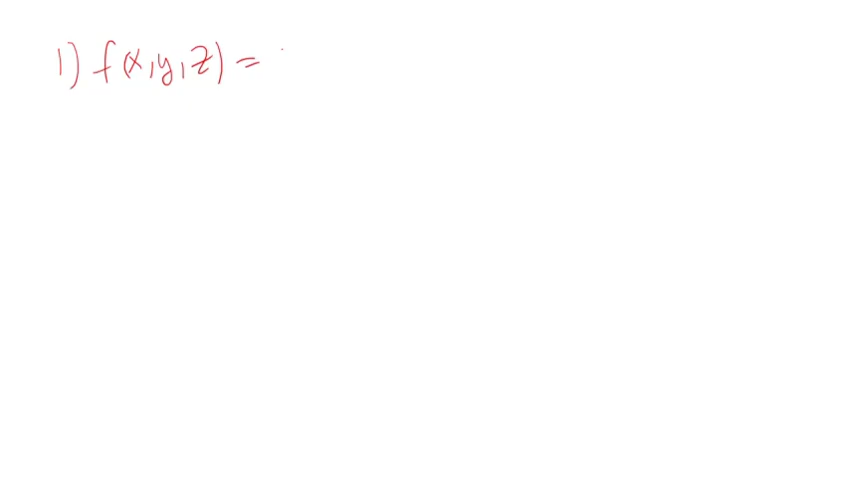 1) f(x,y,z) =